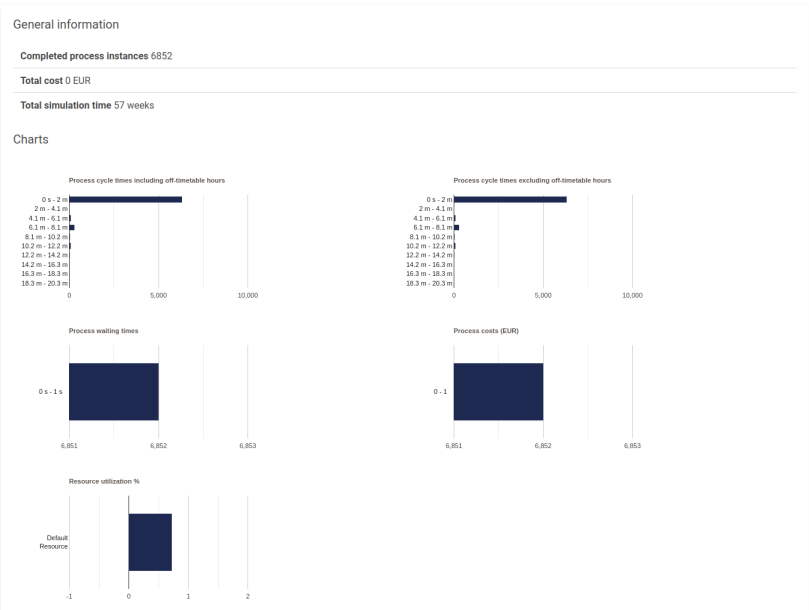 General information
Completed process instances 6852
Total cost 0 EUR
Total simulation time 57 weeks
Charts
Process cycle times including off-timetable hours
0 s - 2 m
2 m - 4.1 m
4.1 m - 6.1 m
6.1 m - 8.1 m
8.1 m - 10.2 m
10.2 m - 12.2 m
12.2 m - 14.2 m
14.2 m - 16.3 m
16.3 m - 18.3 m
18.3 m - 20.3 m
0 5,000 10,000
Process cycle times excluding off-timetable hours
0 s - 2 m
2 m - 4.1 m
4.1 m - 6.1 m
6.1 m - 8.1 m
8.1 m - 10.2 m
10.2 m - 12.2 m
12.2 m - 14.2 m
14.2 m - 16.3 m
16.3 m - 18.3 m
18.3 m - 20.3 m
0 5,000 10,000
Process waiting times
0 s - 1 s
6,851 6,852 6,853
Process costs (EUR)
0 - 1
6,851 6,852 6,853
Resource utilization %
Default
Resource
-1 0 1 2